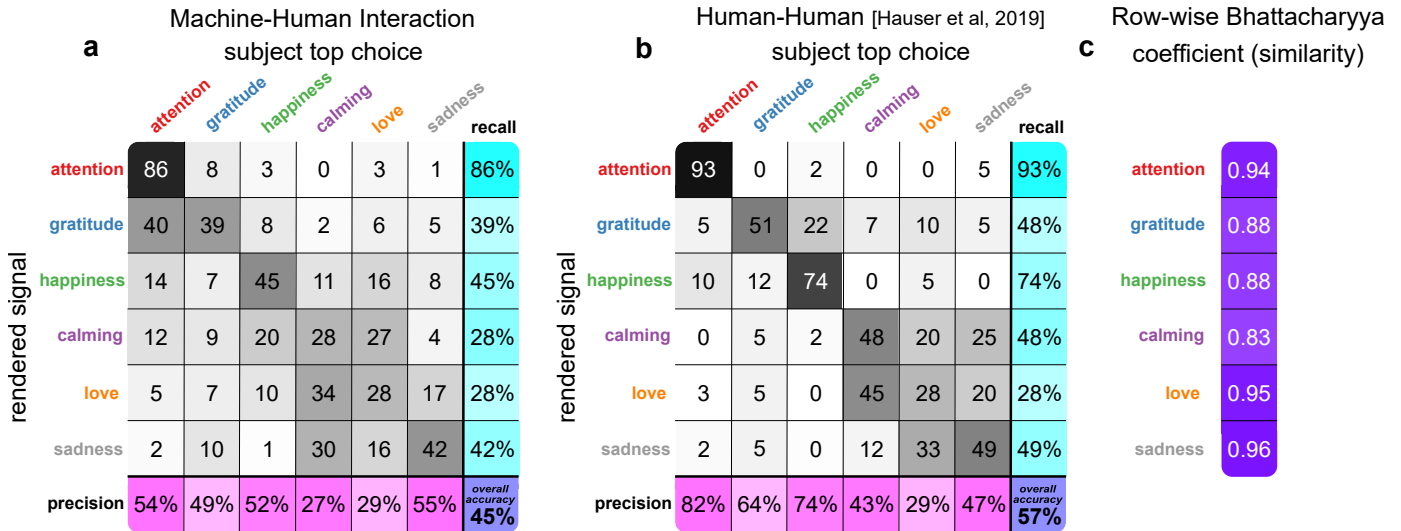 Machine-Human Interaction
subject top choice
a
attention gratitude happiness calming love sadness recall
rendered signal
attention 86 8 3 0 3 1 86%
gratitude 40 39 8 2 6 5 39%
happiness 14 7 45 11 16 8 45%
calming 12 9 20 28 27 4 28%
love 5 7 10 34 28 17 28%
sadness 2 10 1 30 16 42 42%
precision 54% 49% 52% 27% 29% 55% overall accuracy 45%
Human-Human [Hauser et al, 2019]
subject top choice
b
attention gratitude happiness calming love sadness recall
rendered signal
attention 93 0 2 0 0 5 93%
gratitude 5 51 22 7 10 5 48%
happiness 10 12 74 0 5 0 74%
calming 0 5 2 48 20 25 48%
love 3 5 0 45 28 20 28%
sadness 2 5 0 12 33 49 49%
precision 82% 64% 74% 43% 29% 47% overall accuracy 57%
Row-wise Bhattacharyya
coefficient (similarity)
c
attention 0.94
gratitude 0.88
happiness 0.88
calming 0.83
love 0.95
sadness 0.96